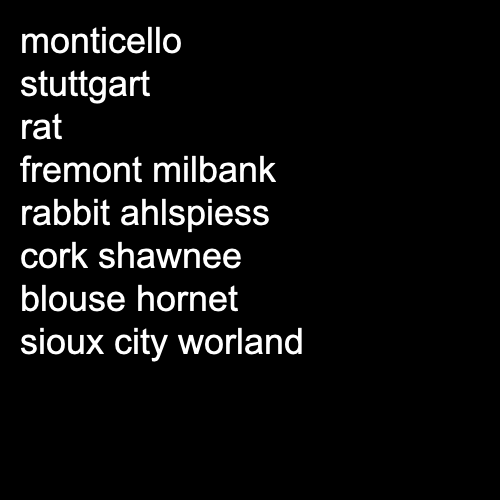 monticello
stuttgart
rat
fremont milbank
rabbit ahlspiess
cork shawnee
blouse hornet
sioux city worland